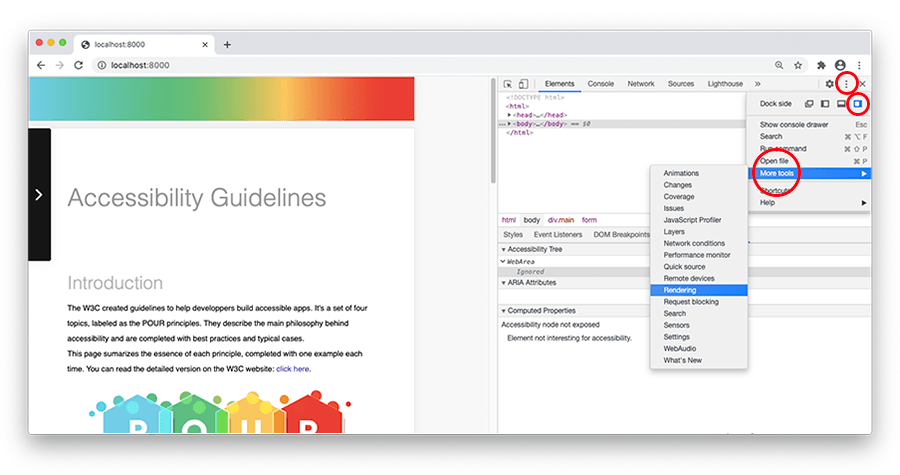 localhost:8000
localhost:8000
Elements Console Network Sources Lighthouse »
<!DOCTYPE html>
<html>
<head>…</head>
<body>…</body> == $0
</html>
Dock side
Show console drawer Esc
Search ⌘ ⌥ F
Run command ⌘ ⇧ P
Open file ⌘ P
More tools
Shortcuts
Help
Animations
Changes
Coverage
Issues
JavaScript Profiler
Layers
Network conditions
Performance monitor
Quick source
Remote devices
Rendering
Request blocking
Search
Sensors
Settings
WebAudio
What's New
html body div.main form
Styles Event Listeners DOM Breakpoints
Accessibility Tree
WebArea
Ignored
ARIA Attributes
Computed Properties
Accessibility node not exposed
Element not interesting for accessibility.
Accessibility Guidelines
Introduction
The W3C created guidelines to help developpers build accessible apps. It's a set of four
topics, labeled as the POUR principles. They describe the main philosophy behind
accessibility and are completed with best practices and typical cases.
This page sumarizes the essence of each principle, completed with one example each
time. You can read the detailed version on the W3C website: click here.
P O U R